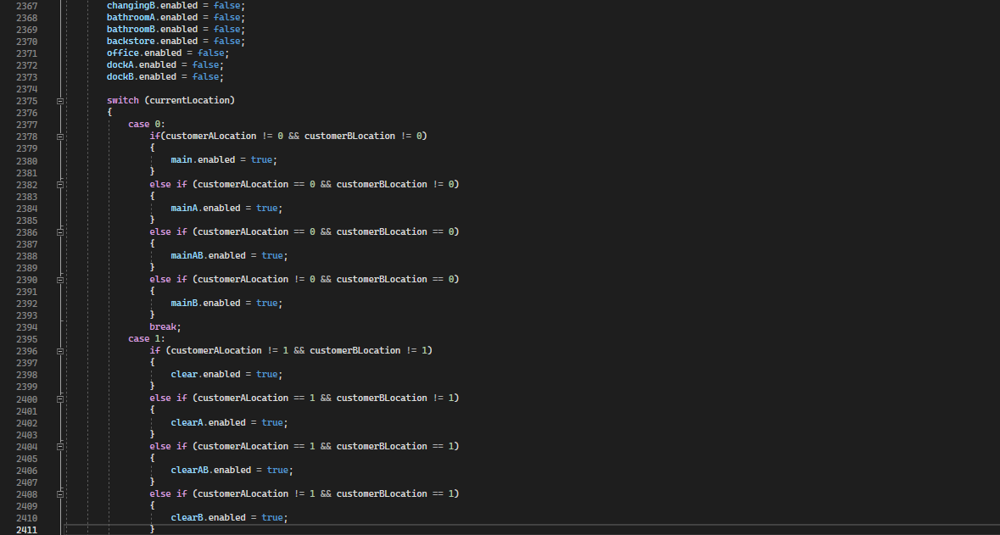 2367 changingB.enabled = false;
2368 bathroomA.enabled = false;
2369 bathroomB.enabled = false;
2370 backstore.enabled = false;
2371 office.enabled = false;
2372 dockA.enabled = false;
2373 dockB.enabled = false;
2374
2375 switch (currentLocation)
2376 {
2377 case 0:
2378 if(customerALocation != 0 && customerBLocation != 0)
2379 {
2380 main.enabled = true;
2381 }
2382 else if (customerALocation == 0 && customerBLocation != 0)
2383 {
2384 mainA.enabled = true;
2385 }
2386 else if (customerALocation == 0 && customerBLocation == 0)
2387 {
2388 mainAB.enabled = true;
2389 }
2390 else if (customerALocation != 0 && customerBLocation == 0)
2391 {
2392 mainB.enabled = true;
2393 }
2394 break;
2395 case 1:
2396 if (customerALocation != 1 && customerBLocation != 1)
2397 {
2398 clear.enabled = true;
2399 }
2400 else if (customerALocation == 1 && customerBLocation != 1)
2401 {
2402 clearA.enabled = true;
2403 }
2404 else if (customerALocation == 1 && customerBLocation == 1)
2405 {
2406 clearAB.enabled = true;
2407 }
2408 else if (customerALocation != 1 && customerBLocation == 1)
2409 {
2410 clearB.enabled = true;
2411 }